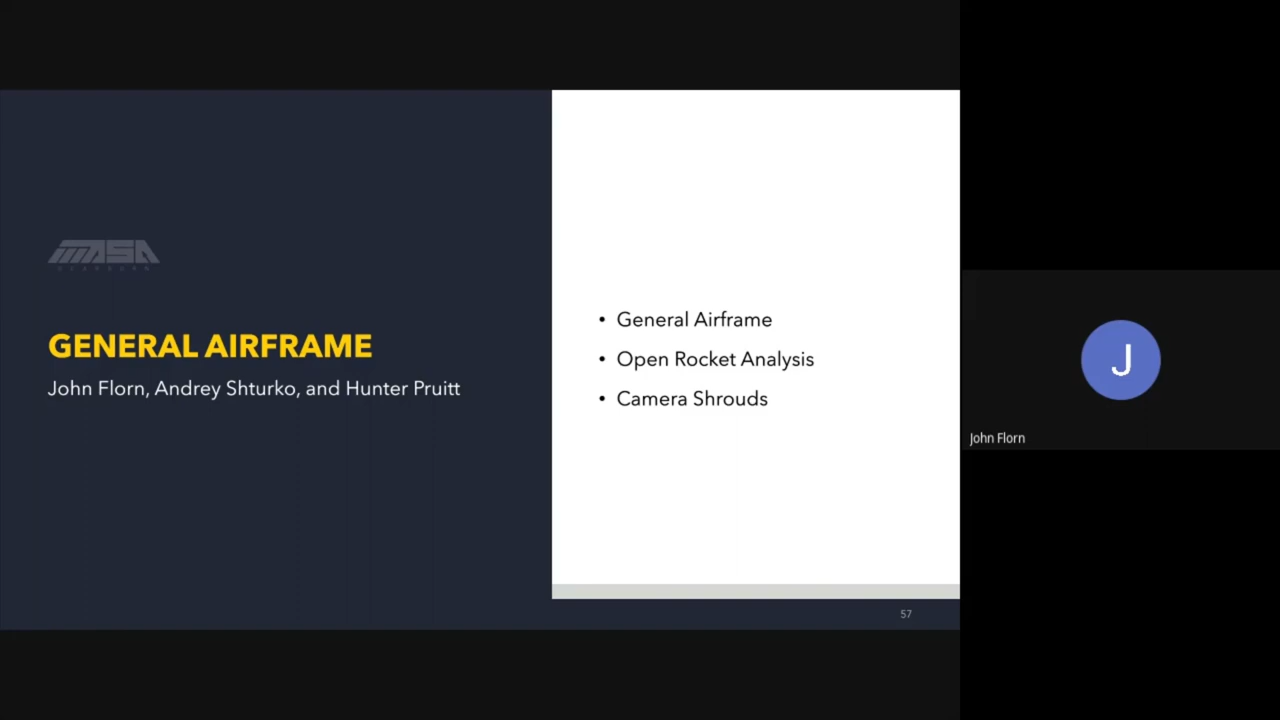 MASA
GENERAL AIRFRAME
John Florn, Andrey Shturko, and Hunter Pruitt
• General Airframe
• Open Rocket Analysis
• Camera Shrouds
57
J
John Florn